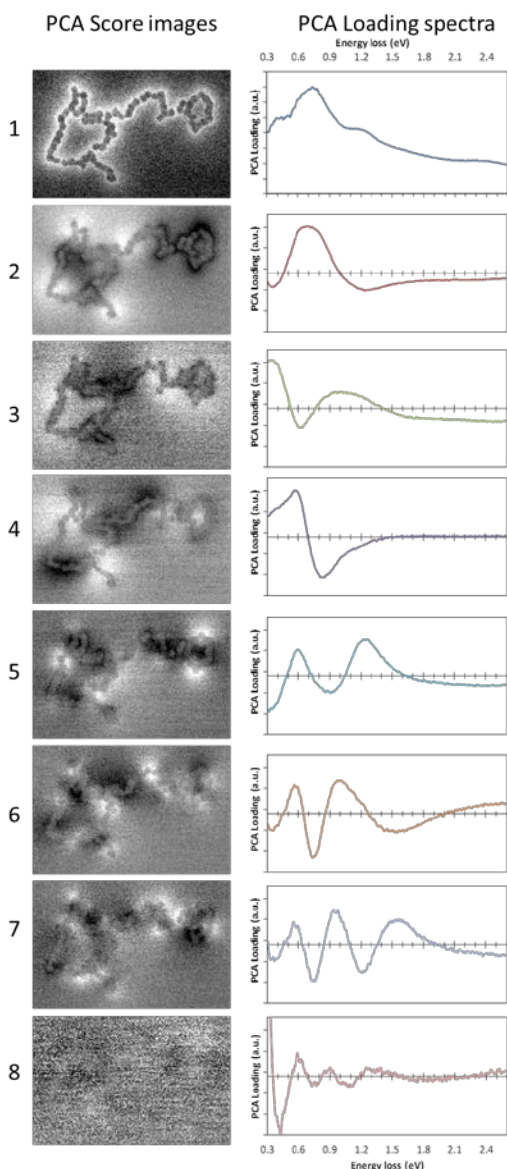 PCA Score images
PCA Loading spectra
Energy loss (eV)
0.3 0.6 0.9 1.2 1.5 1.8 2.1 2.4
1
PCA Loading (a.u.)
2
PCA Loading (a.u.)
3
PCA Loading (a.u.)
4
PCA Loading (a.u.)
5
PCA Loading (a.u.)
6
PCA Loading (a.u.)
7
PCA Loading (a.u.)
8
PCA Loading (a.u.)
0.3 0.6 0.9 1.2 1.5 1.8 2.1 2.4
Energy loss (eV)